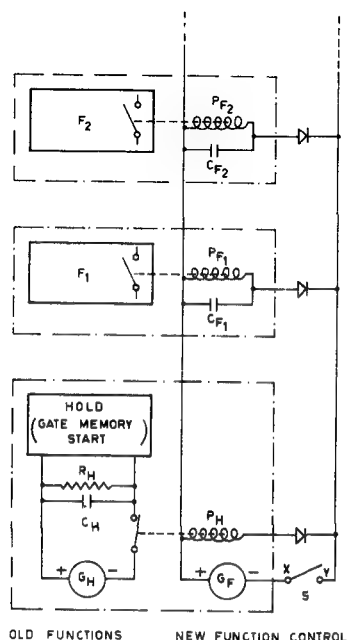 F2
PF2
CF2
F1
PF1
CF1
HOLD
(GATE MEMORY
START)
RH
CH
PH
+ GH -
+ GF -
X Y
S
OLD FUNCTIONS NEW FUNCTION CONTROL